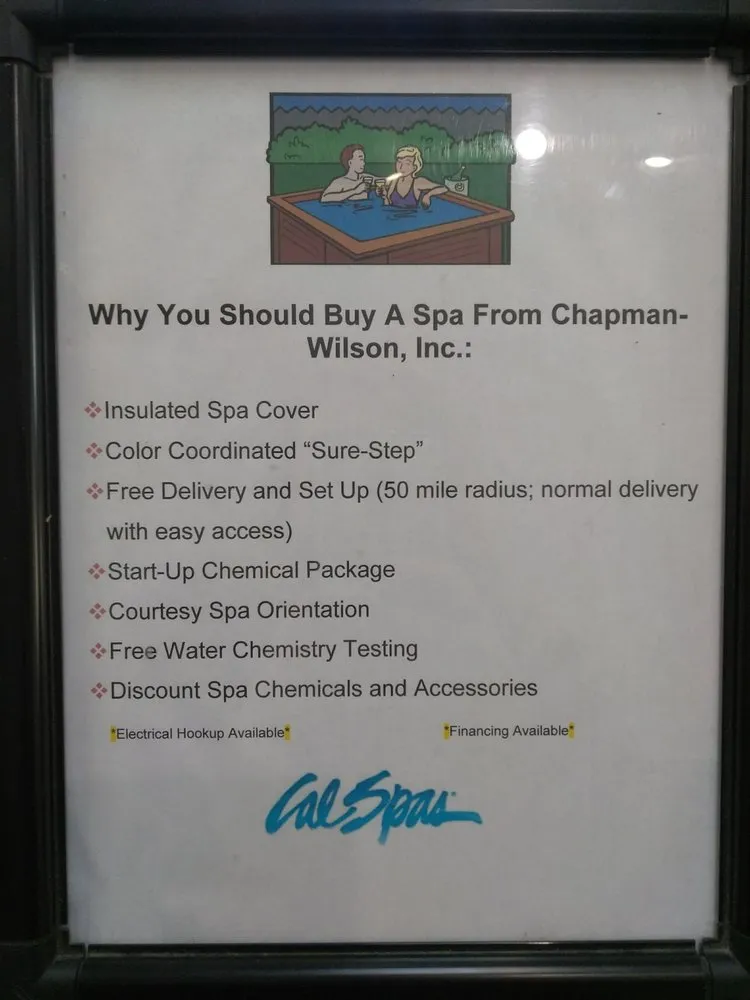 Why You Should Buy A Spa From Chapman-
Wilson, Inc.:
❖Insulated Spa Cover
❖Color Coordinated “Sure-Step”
❖Free Delivery and Set Up (50 mile radius; normal delivery
with easy access)
❖Start-Up Chemical Package
❖Courtesy Spa Orientation
❖Free Water Chemistry Testing
❖Discount Spa Chemicals and Accessories
*Electrical Hookup Available* *Financing Available*
Cal Spas